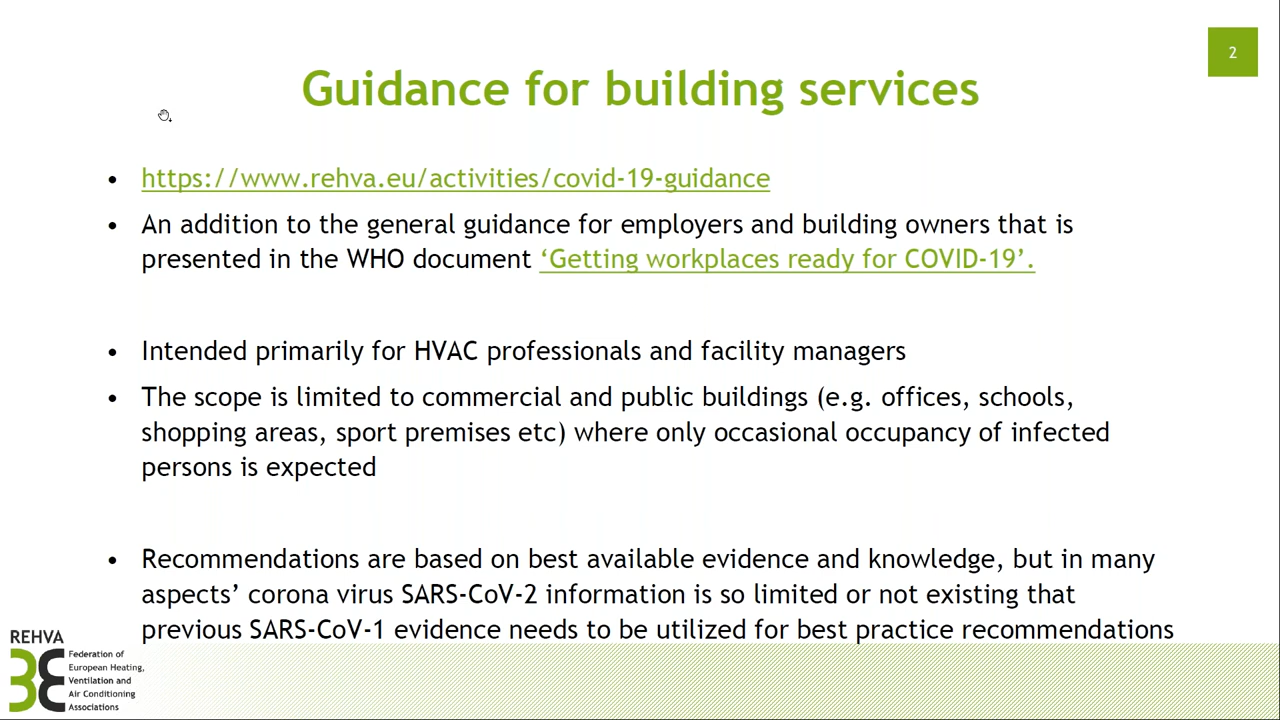 2
Guidance for building services
• https://www.rehva.eu/activities/covid-19-guidance
• An addition to the general guidance for employers and building owners that is
presented in the WHO document ‘Getting workplaces ready for COVID-19’.
• Intended primarily for HVAC professionals and facility managers
• The scope is limited to commercial and public buildings (e.g. offices, schools,
shopping areas, sport premises etc) where only occasional occupancy of infected
persons is expected
• Recommendations are based on best available evidence and knowledge, but in many
aspects’ corona virus SARS-CoV-2 information is so limited or not existing that
previous SARS-CoV-1 evidence needs to be utilized for best practice recommendations
REHVA
Federation of
European Heating,
Ventilation and
Air Conditioning
Associations